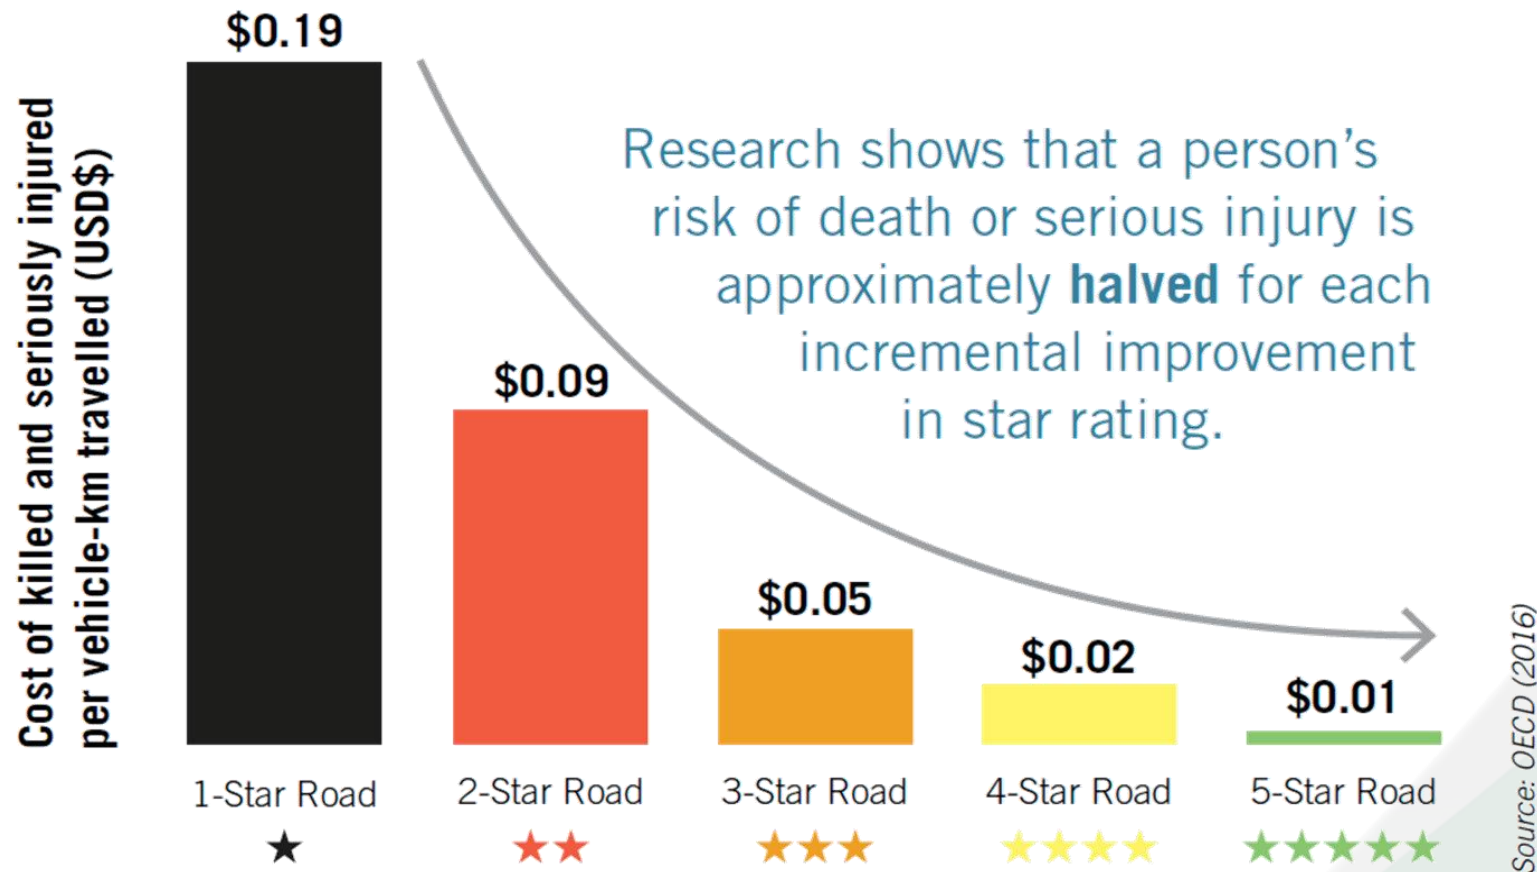 Cost of killed and seriously injured
per vehicle-km travelled (USD$)
$0.19
$0.09
$0.05
$0.02
$0.01
Research shows that a person’s
risk of death or serious injury is
approximately halved for each
incremental improvement
in star rating.
1-Star Road
2-Star Road
3-Star Road
4-Star Road
5-Star Road
Source: OECD (2016)